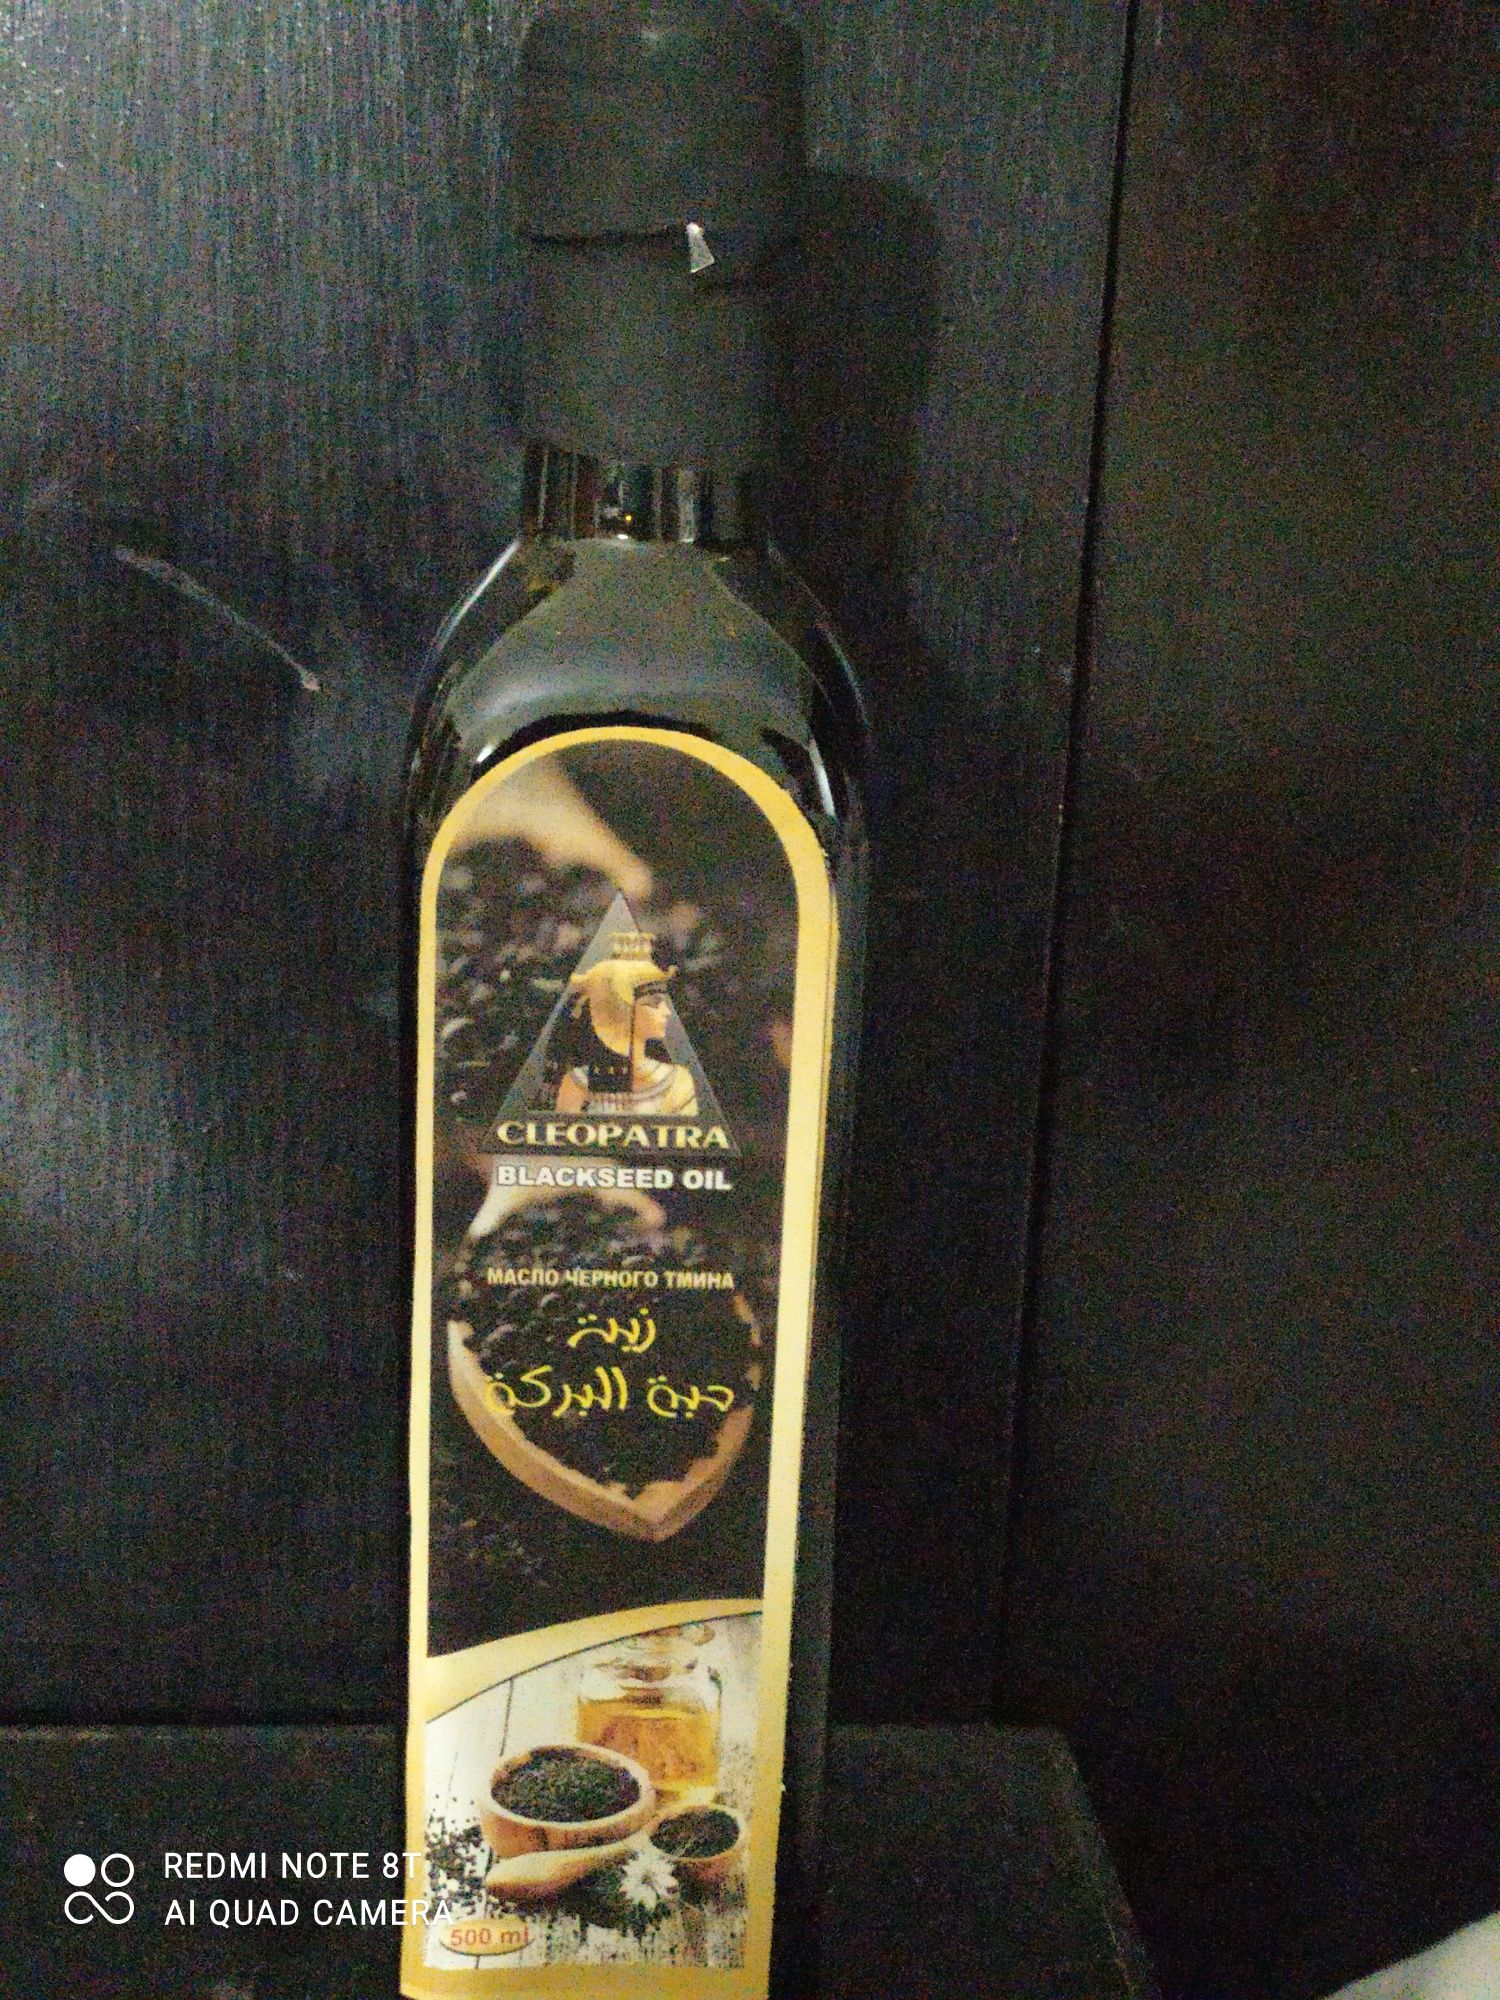 CLEOPATRA
BLACKSEED OIL
МАСЛО ЧЕРНОГО ТМИНА
زيت
حبة البركة
500 ml
REDMI NOTE 8T
AI QUAD CAMERA